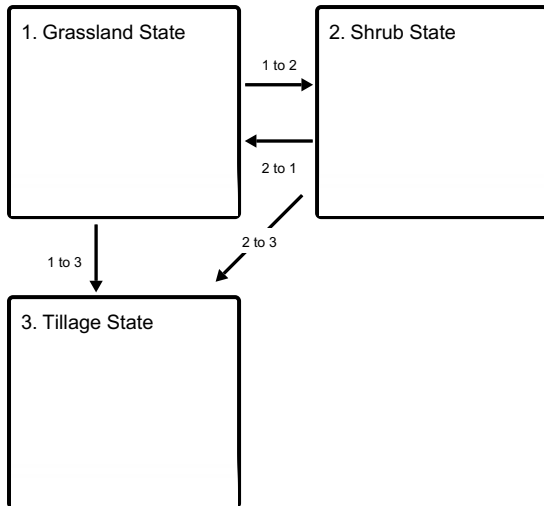 1. Grassland State
2. Shrub State
1 to 2
2 to 1
2 to 3
1 to 3
3. Tillage State